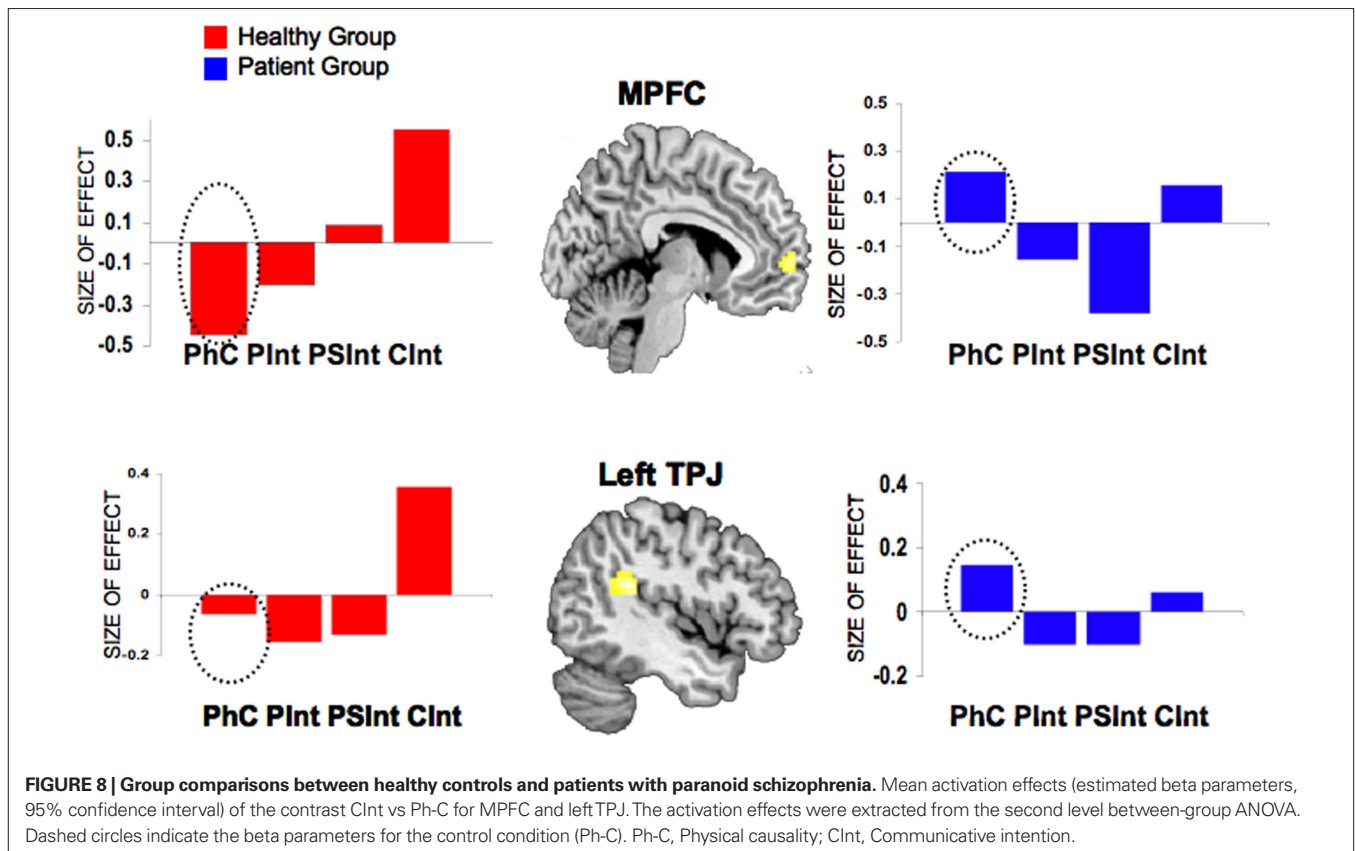 Healthy Group
Patient Group
MPFC
SIZE OF EFFECT
0.5
0.3
0.1
-0.1
-0.3
-0.5
PhC PInt PSInt CInt
SIZE OF EFFECT
0.5
0.3
0.1
-0.1
-0.3
-0.5
PhC PInt PSInt CInt
Left TPJ
SIZE OF EFFECT
0.4
0.2
0
-0.2
PhC PInt PSInt CInt
SIZE OF EFFECT
0.4
0.2
0
-0.2
PhC PInt PSInt CInt
FIGURE 8 | Group comparisons between healthy controls and patients with paranoid schizophrenia. Mean activation effects (estimated beta parameters,
95% confidence interval) of the contrast CInt vs Ph-C for MPFC and left TPJ. The activation effects were extracted from the second level between-group ANOVA.
Dashed circles indicate the beta parameters for the control condition (Ph-C). Ph-C, Physical causality; CInt, Communicative intention.